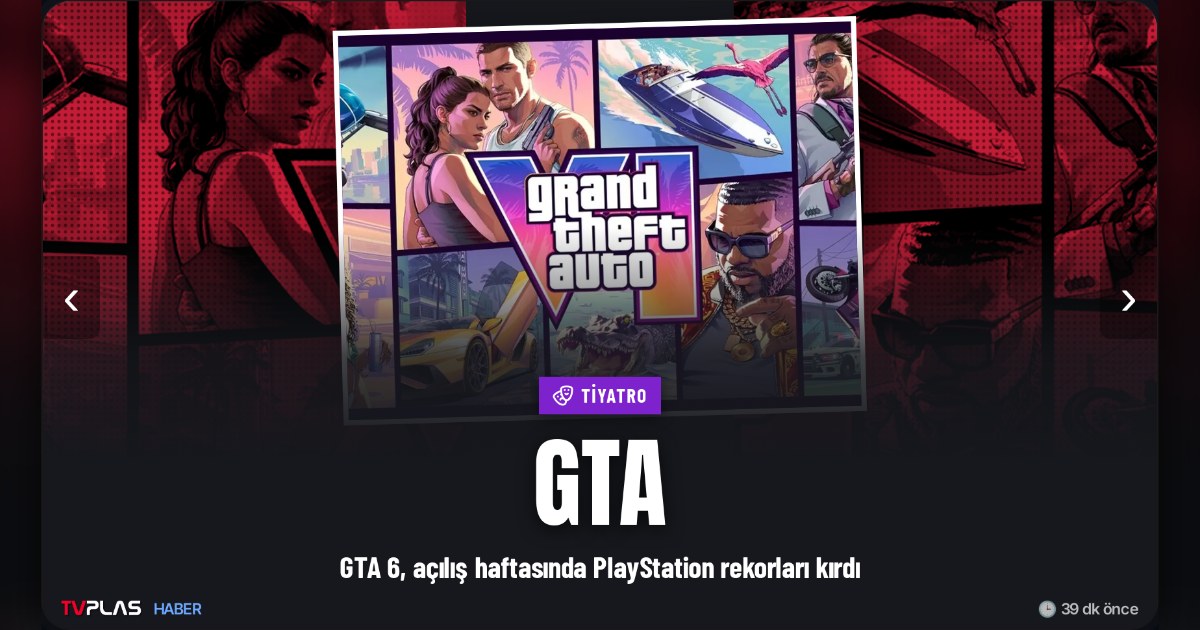 VI
grand
theft
auto
TİYATRO
GTA
GTA 6, açılış haftasında PlayStation rekorları kırdı
TVPLAS HABER
39 dk önce